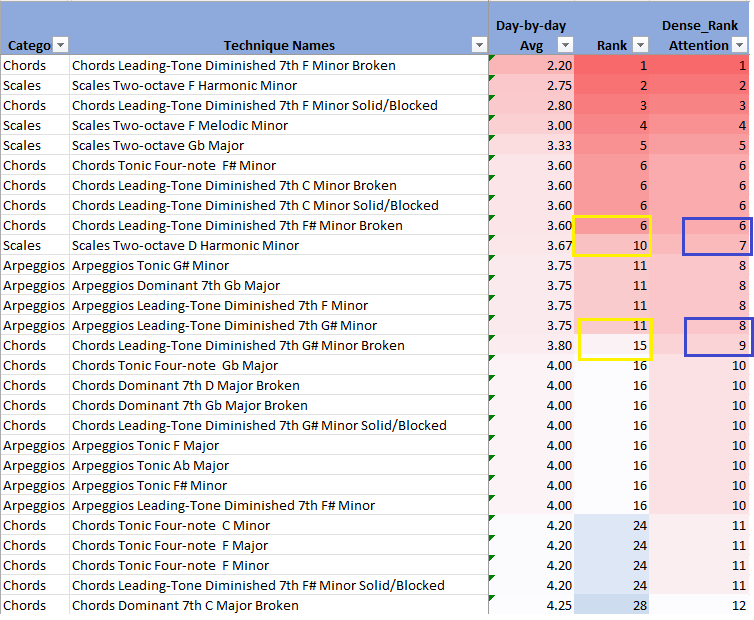 Day-by-day Dense_Rank
Catego Technique Names Avg Rank Attention
Chords Chords Leading-Tone Diminished 7th F Minor Broken 2.20 1 1
Scales Scales Two-octave F Harmonic Minor 2.75 2 2
Chords Chords Leading-Tone Diminished 7th F Minor Solid/Blocked 2.80 3 3
Scales Scales Two-octave F Melodic Minor 3.00 4 4
Scales Scales Two-octave Gb Major 3.33 5 5
Chords Chords Tonic Four-note  F# Minor 3.60 6 6
Chords Chords Leading-Tone Diminished 7th C Minor Broken 3.60 6 6
Chords Chords Leading-Tone Diminished 7th C Minor Solid/Blocked 3.60 6 6
Chords Chords Leading-Tone Diminished 7th F# Minor Broken 3.60 6 6
Scales Scales Two-octave D Harmonic Minor 3.67 10 7
Arpeggios Arpeggios Tonic G# Minor 3.75 11 8
Arpeggios Arpeggios Dominant 7th Gb Major 3.75 11 8
Arpeggios Arpeggios Leading-Tone Diminished 7th F Minor 3.75 11 8
Arpeggios Arpeggios Leading-Tone Diminished 7th G# Minor 3.75 11 8
Chords Chords Leading-Tone Diminished 7th G# Minor Broken 3.80 15 9
Chords Chords Tonic Four-note  Gb Major 4.00 16 10
Chords Chords Dominant 7th D Major Broken 4.00 16 10
Chords Chords Dominant 7th Gb Major Broken 4.00 16 10
Chords Chords Leading-Tone Diminished 7th G# Minor Solid/Blocked 4.00 16 10
Arpeggios Arpeggios Tonic F Major 4.00 16 10
Arpeggios Arpeggios Tonic Ab Major 4.00 16 10
Arpeggios Arpeggios Tonic F# Minor 4.00 16 10
Arpeggios Arpeggios Leading-Tone Diminished 7th F# Minor 4.00 16 10
Chords Chords Tonic Four-note  C Minor 4.20 24 11
Chords Chords Tonic Four-note  F Major 4.20 24 11
Chords Chords Tonic Four-note  F Minor 4.20 24 11
Chords Chords Leading-Tone Diminished 7th F# Minor Solid/Blocked 4.20 24 11
Chords Chords Dominant 7th C Major Broken 4.25 28 12